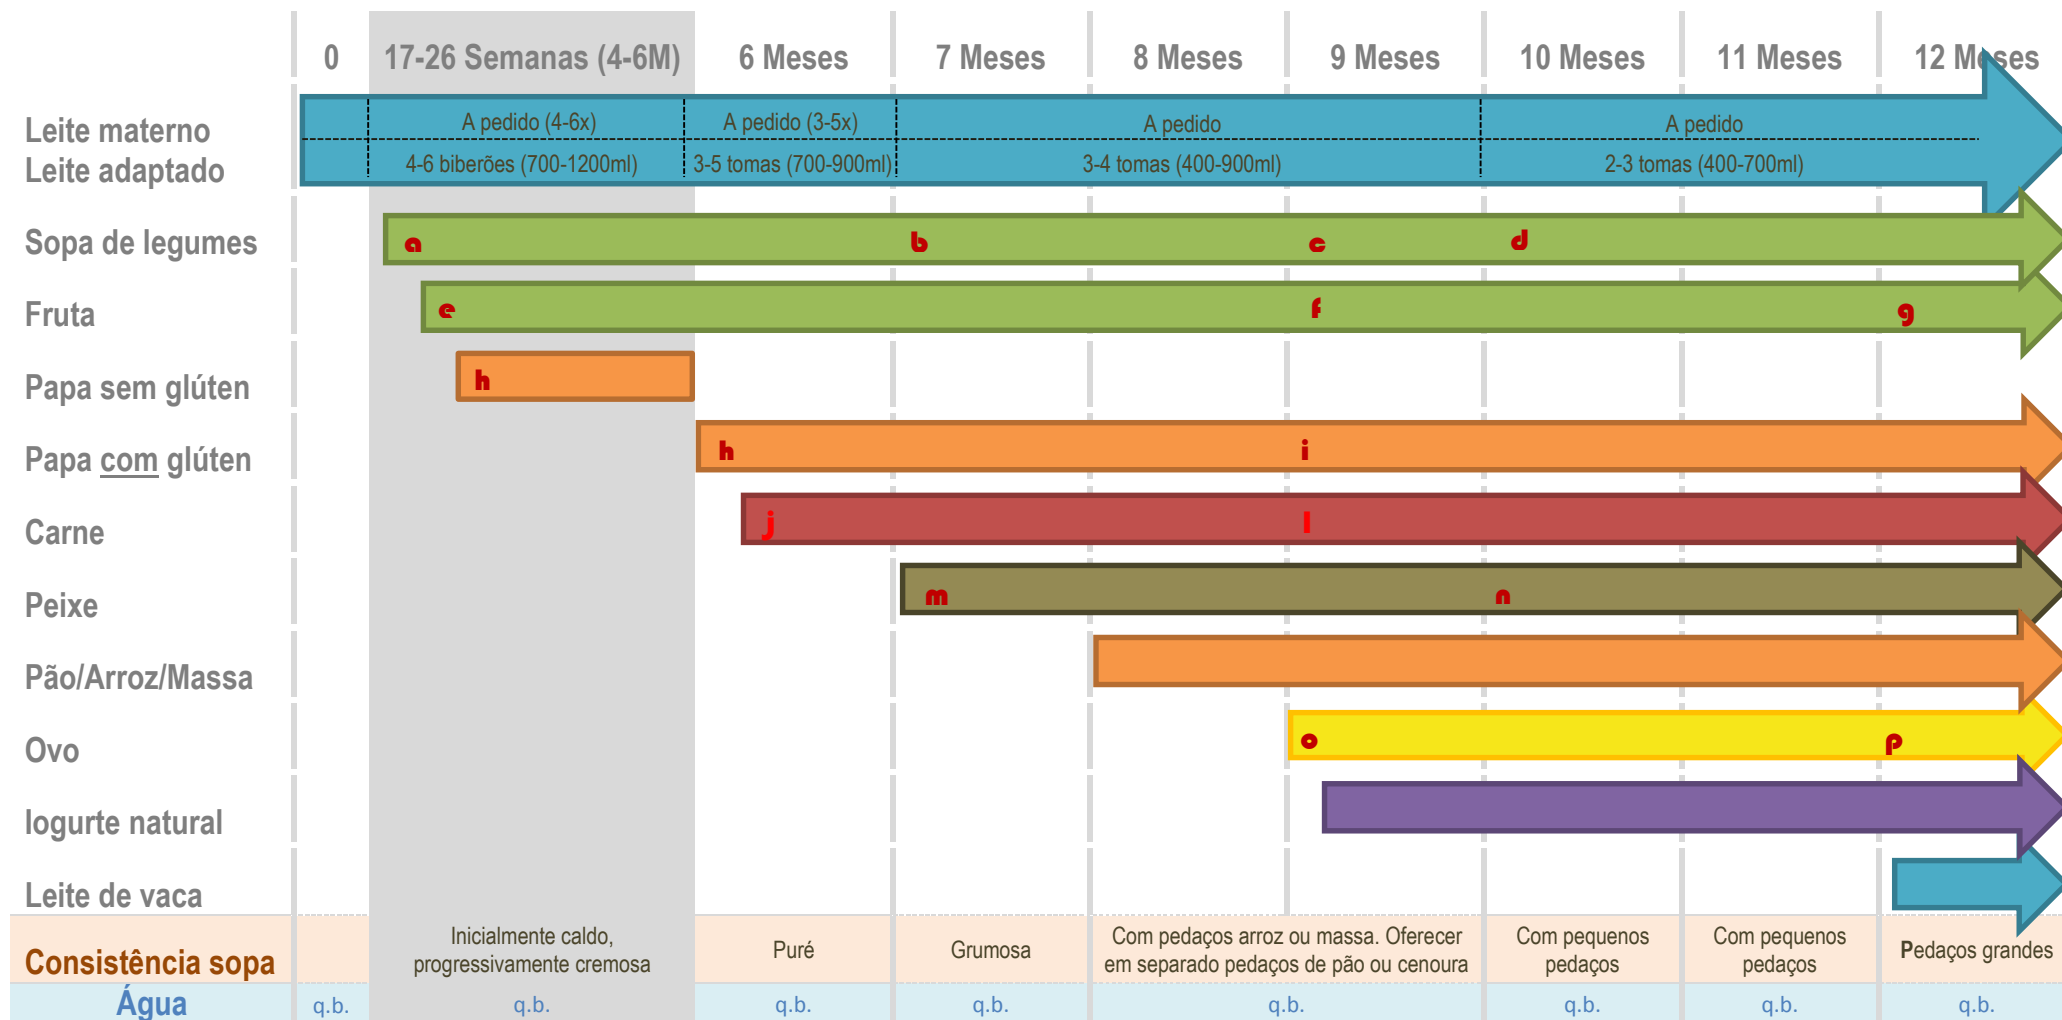 0 17-26 Semanas (4-6M) 6 Meses 7 Meses 8 Meses 9 Meses 10 Meses 11 Meses 12 Meses
Leite materno A pedido (4-6x) A pedido (3-5x) A pedido A pedido
Leite adaptado 4-6 biberões (700-1200ml) 3-5 tomas (700-900ml) 3-4 tomas (400-900ml) 2-3 tomas (400-700ml)
Sopa de legumes a b c d
Fruta e f g
Papa sem glúten h
Papa com glúten h i
Carne j l
Peixe m n
Pão/Arroz/Massa
Ovo o p
Iogurte natural
Leite de vaca
Consistência sopa
Inicialmente caldo,
progressivamente cremosa
Puré
Grumosa
Com pedaços arroz ou massa. Oferecer
em separado pedaços de pão ou cenoura
Com pequenos
pedaços
Com pequenos
pedaços
Pedaços grandes
Água q.b. q.b. q.b. q.b. q.b. q.b. q.b. q.b.